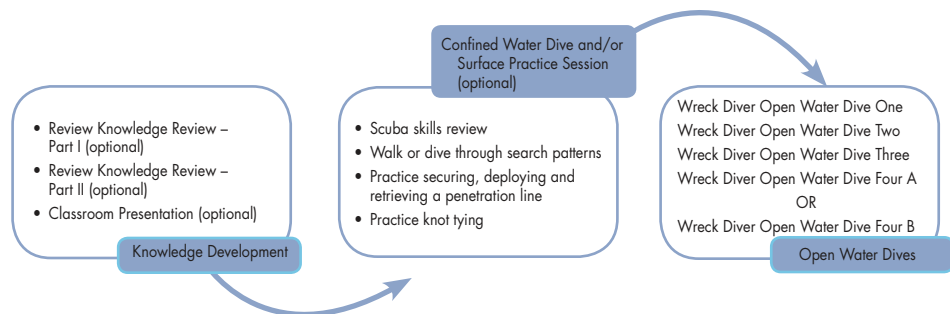 • Review Knowledge Review –
Part I (optional)
• Review Knowledge Review –
Part II (optional)
• Classroom Presentation (optional)
Knowledge Development
Confined Water Dive and/or
Surface Practice Session
(optional)
• Scuba skills review
• Walk or dive through search patterns
• Practice securing, deploying and
retrieving a penetration line
• Practice knot tying
Wreck Diver Open Water Dive One
Wreck Diver Open Water Dive Two
Wreck Diver Open Water Dive Three
Wreck Diver Open Water Dive Four A
OR
Wreck Diver Open Water Dive Four B
Open Water Dives